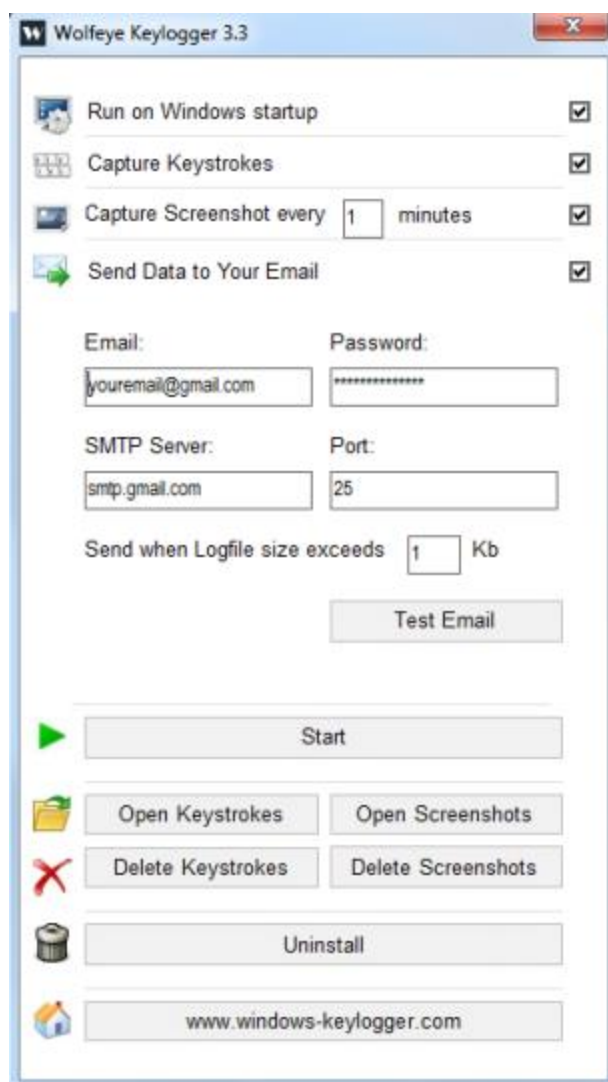 Wolfeye Keylogger 3.3
Run on Windows startup
Capture Keystrokes
Capture Screenshot every 1 minutes
Send Data to Your Email
Email: Password:
youremail@gmail.com **************
SMTP Server: Port:
smtp.gmail.com 25
Send when Logfile size exceeds 1 Kb
Test Email
Start
Open Keystrokes Open Screenshots
Delete Keystrokes Delete Screenshots
Uninstall
www.windows-keylogger.com